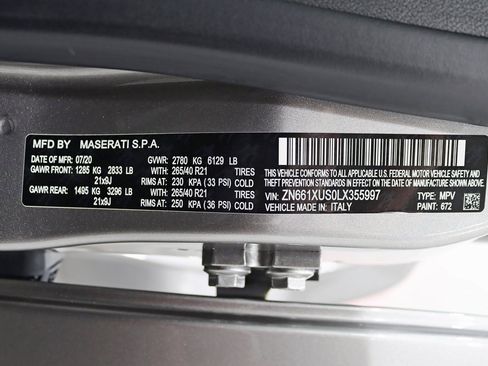 MFD BY MASERATI S.P.A.
DATE OF MFR: 07/20 GVWR: 2780 KG 6129 LB
GAWR FRONT: 1285 KG 2833 LB WITH: 265/40 R21 TIRES
21x9J RIMS AT: 230 KPA (33 PSI) COLD
GAWR REAR: 1495 KG 3296 LB WITH: 265/40 R21 TIRES
21x9J RIMS AT: 250 KPA (36 PSI) COLD
THIS VEHICLE CONFORMS TO ALL APPLICABLE U.S. FEDERAL MOTOR VEHICLE
SAFETY, BUMPER, AND THEFT PREVENTION STANDARDS IN EFFECT
ON THE DATE OF MANUFACTURE SHOWN ABOVE.
VIN: ZN661XUS0LX355997 TYPE: MPV
VEHICLE MADE IN: ITALY PAINT: 672